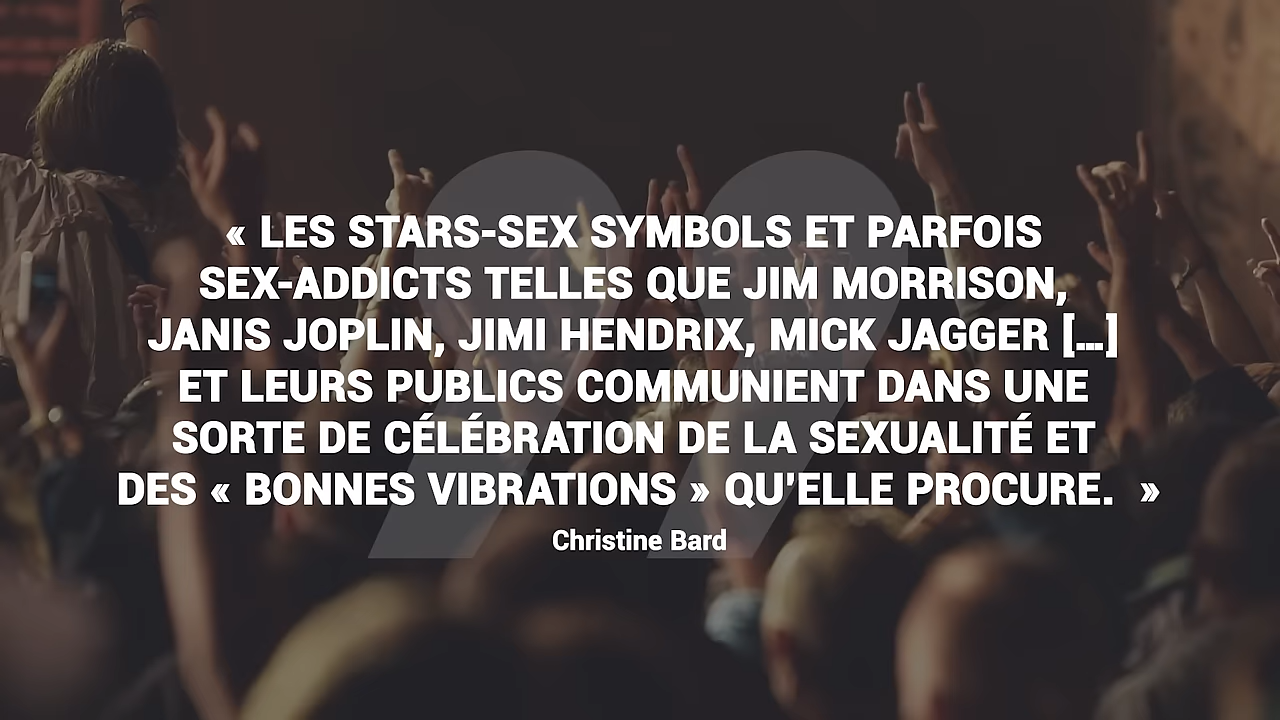 « LES STARS-SEX SYMBOLS ET PARFOIS
SEX-ADDICTS TELLES QUE JIM MORRISON,
JANIS JOPLIN, JIMI HENDRIX, MICK JAGGER [...]
ET LEURS PUBLICS COMMUNIENT DANS UNE
SORTE DE CÉLÉBRATION DE LA SEXUALITÉ ET
DES « BONNES VIBRATIONS » QU'ELLE PROCURE. »
Christine Bard